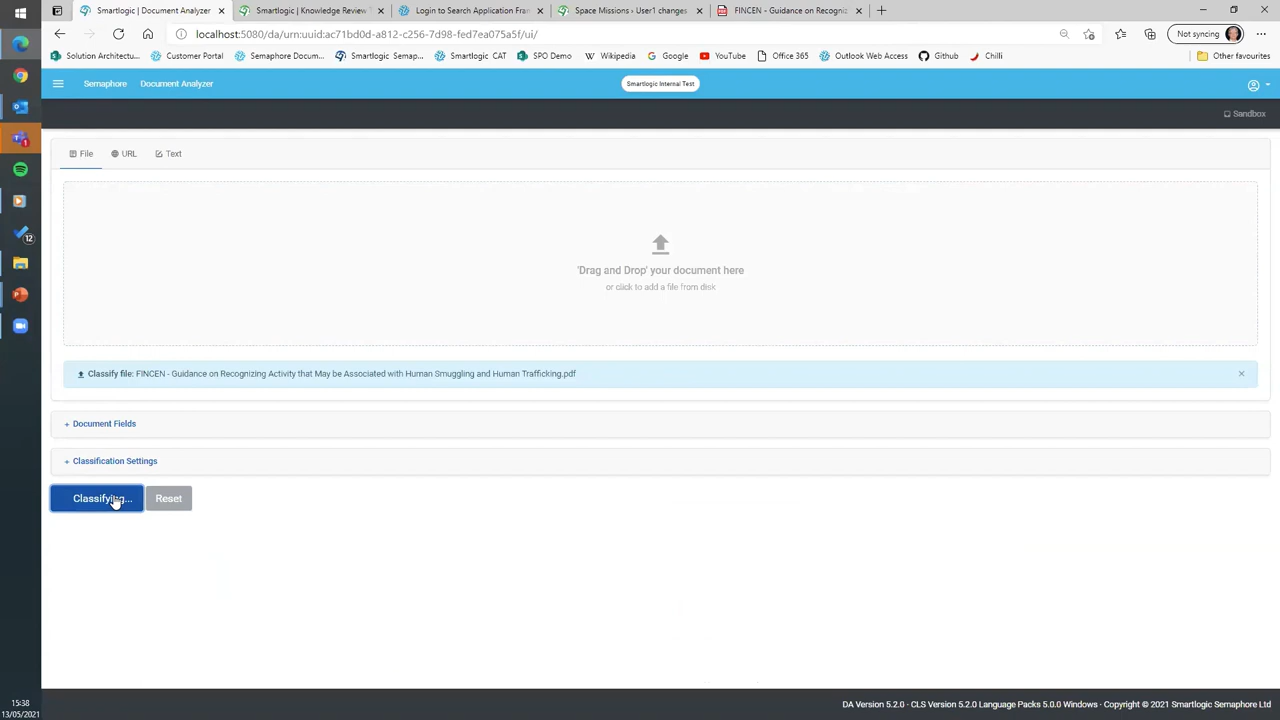 Smartlogic | Document Analyzer
Smartlogic | Knowledge Review T
Login to Search Application Fram
Space Missions - User1 changes
FINCEN - Guidance on Recogniz
localhost:5080/da/urn:uuid:ac71bd0d-a812-c256-7d98-fed7ea075a5f/ui/
Not syncing
Solution Architectu...
Customer Portal
Semaphore Docum...
Smartlogic Semap...
Smartlogic CAT
SPO Demo
Wikipedia
Google
YouTube
Office 365
Outlook Web Access
Github
Chilli
Other favourites
Semaphore
Document Analyzer
Smartlogic Internal Test
Sandbox
File
URL
Text
'Drag and Drop' your document here
or click to add a file from disk
Classify file: FINCEN - Guidance on Recognizing Activity that May be Associated with Human Smuggling and Human Trafficking.pdf
+ Document Fields
+ Classification Settings
Classifying...
Reset
12
15:38
13/05/2021
DA Version 5.2.0 - CLS Version 5.2.0 Language Packs 5.0.0 Windows - Copyright © 2021 Smartlogic Semaphore Ltd